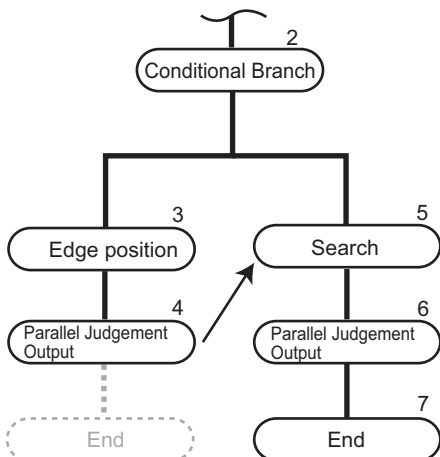 2
Conditional Branch
3
Edge position
4
Parallel Judgement
Output
End
5
Search
6
Parallel Judgement
Output
7
End